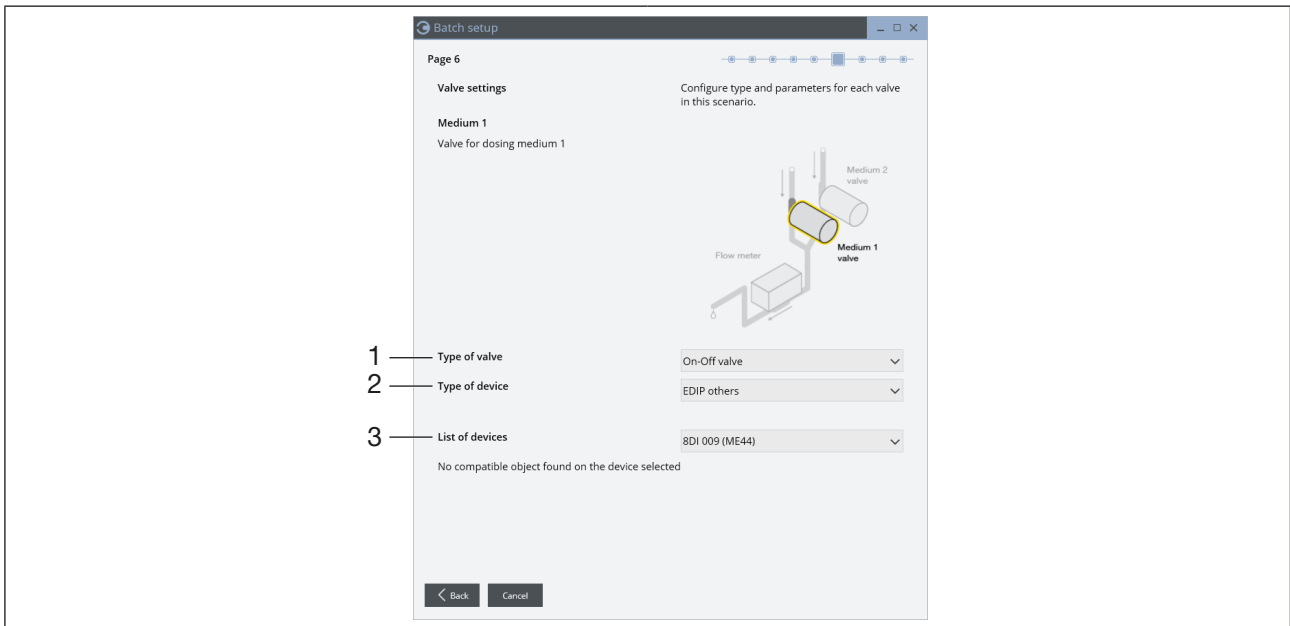 Batch setup
Page 6
Valve settings
Configure type and parameters for each valve
in this scenario.
Medium 1
Valve for dosing medium 1
Medium 2
valve
Medium 1
valve
Flow meter
1
Type of valve
On-Off valve
2
Type of device
EDIP others
3
List of devices
8DI 009 (ME44)
No compatible object found on the device selected
Back
Cancel